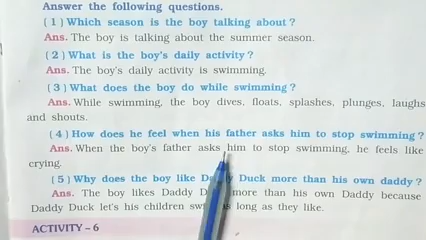 Answer the following questions.
(1) Which season is the boy talking about?
Ans. The boy is talking about the summer season.
(2) What is the boy's daily activity?
Ans. The boy's daily activity is swimming.
(3) What does the boy do while swimming?
Ans. While swimming, the boy dives, floats, splashes, plunges, laughs
and shouts.
(4) How does he feel when his father asks him to stop swimming?
Ans. When the boy's father asks him to stop swimming, he feels like
crying.
(5) Why does the boy like Daddy Duck more than his own daddy?
Ans. The boy likes Daddy more than his own Daddy because
Daddy Duck let's his children as long as they like.
ACTIVITY – 6